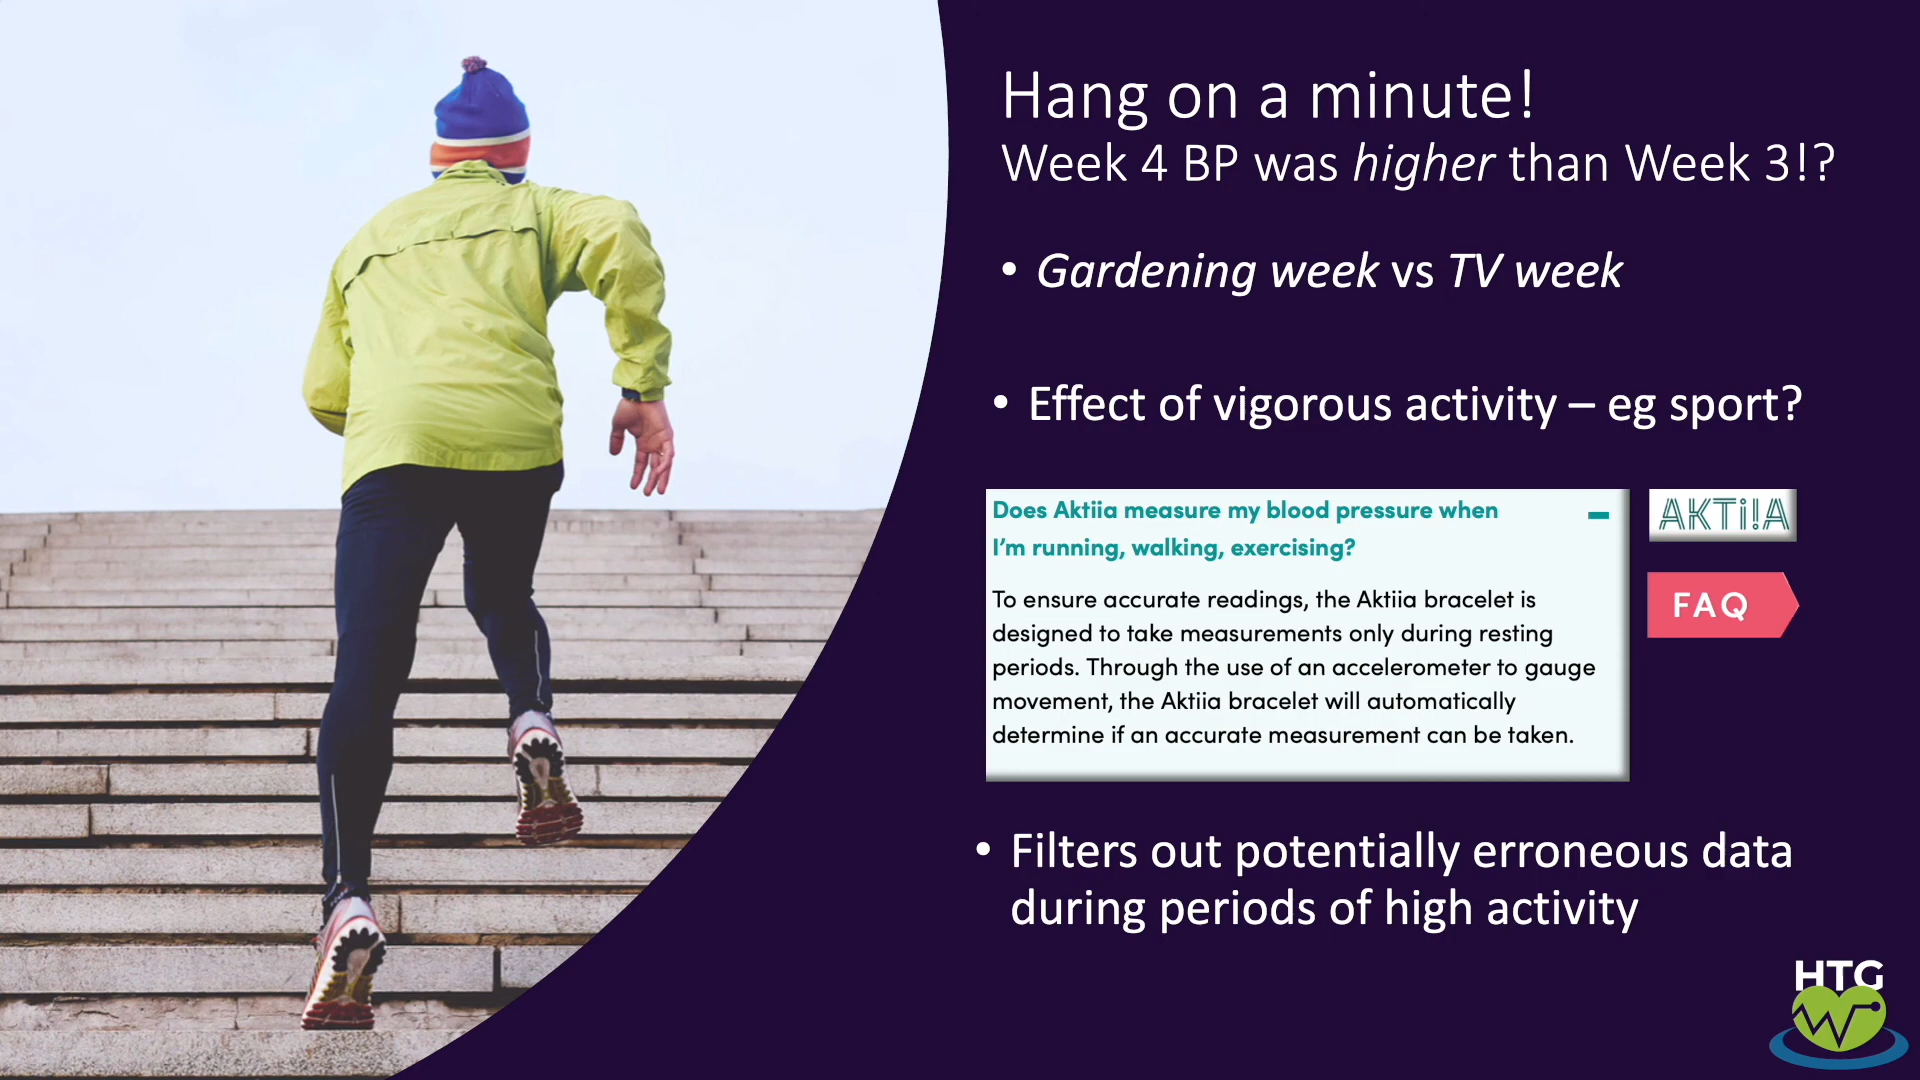 Hang on a minute!
Week 4 BP was higher than Week 3!?
• Gardening week vs TV week
• Effect of vigorous activity – eg sport?
Does Aktiia measure my blood pressure when
I'm running, walking, exercising?
To ensure accurate readings, the Aktiia bracelet is
designed to take measurements only during resting
periods. Through the use of an accelerometer to gauge
movement, the Aktiia bracelet will automatically
determine if an accurate measurement can be taken.
AKTi!A
FAQ
• Filters out potentially erroneous data
during periods of high activity
HTG